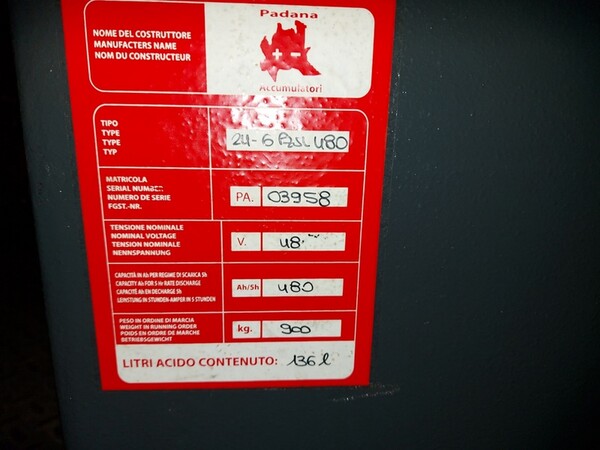 Padana
Accumulatori
NOME DEL COSTRUTTORE
MANUFACTERS NAME
NOM DU CONSTRUCTEUR
TIPO
TYPE
TYPE
TYP
24-6 PzSL 480
MATRICOLA
SERIAL NUMBER
NUMERO DE SERIE
FGST.-NR.
PA. 03958
TENSIONE NOMINALE
NOMINAL VOLTAGE
TENSION NOMINALE
NENNSPANNUNG
V. 48
CAPACITÀ IN Ah PER REGIME DI SCARICA 5h
CAPACITY Ah FOR 5 Hr RATE DISCHARGE
CAPACITÉ AH EN DECHARGE 5h
LEINSTUNG IN STUNDEN-AMPER IN 5 STUNDEN
Ah/5h 480
PESO IN ORDINE DI MARCIA
WEIGHT IN RUNNING ORDER
POIDS EN ORDRE DE MARCHE
BETRIEBSGEWICHT
kg. 900
LITRI ACIDO CONTENUTO: 136 l